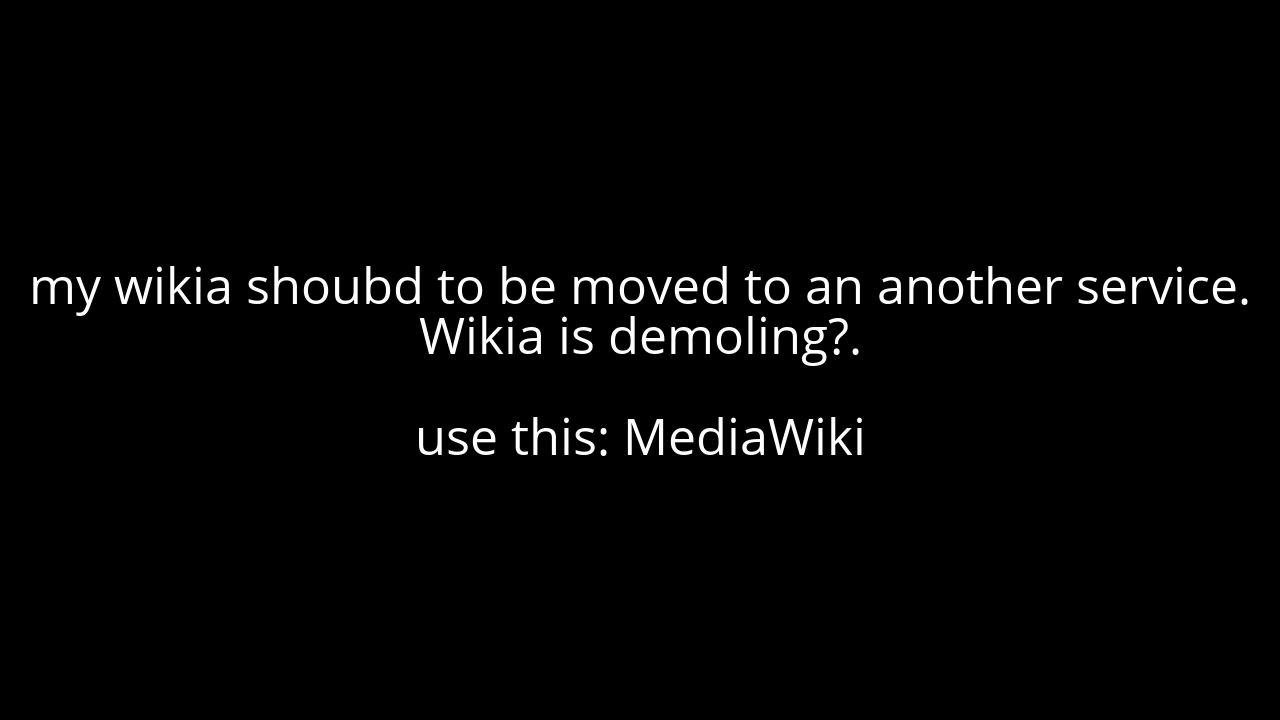 my wikia shoubd to be moved to an another service.
Wikia is demoling?.
use this: MediaWiki